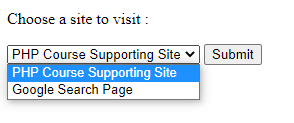 Choose a site to visit :
PHP Course Supporting Site Submit
PHP Course Supporting Site
Google Search Page